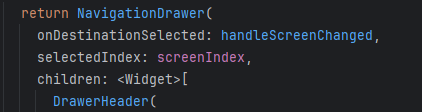 return NavigationDrawer(
onDestinationSelected: handleScreenChanged,
selectedIndex: screenIndex,
children: <Widget>[
DrawerHeader(